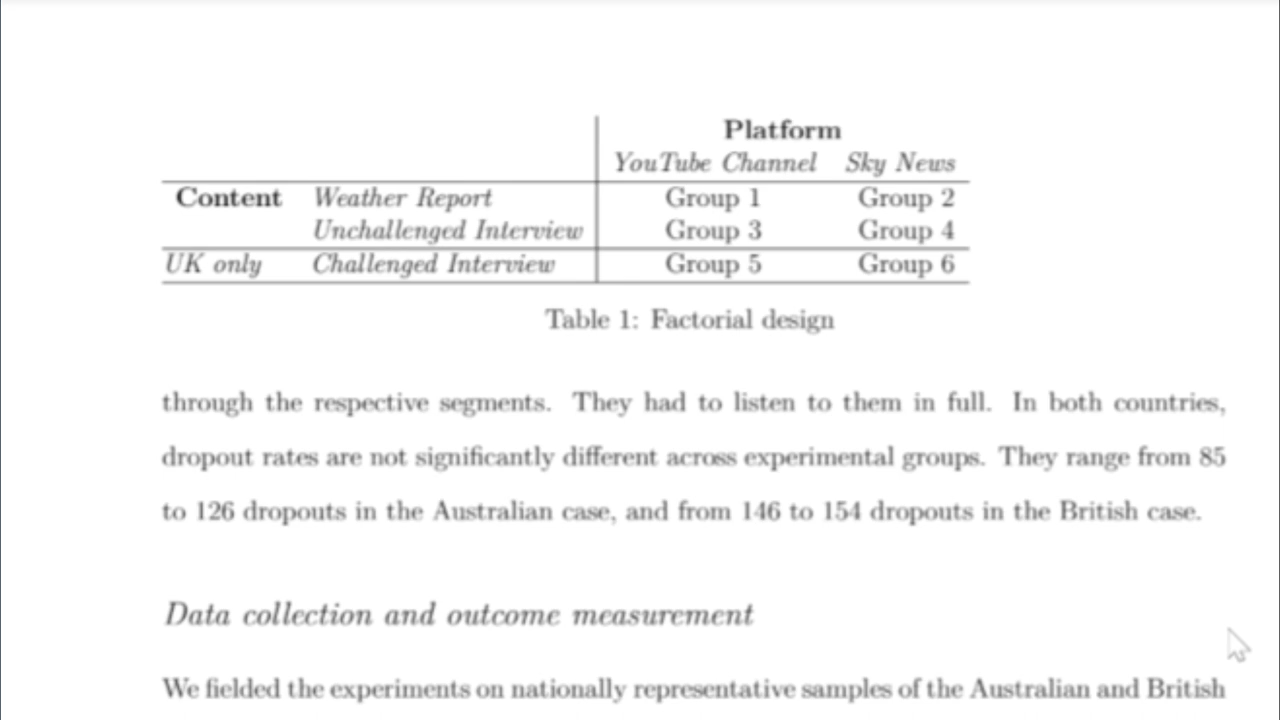 Platform
YouTube Channel Sky News
Content Weather Report Group 1 Group 2
Unchallenged Interview Group 3 Group 4
UK only Challenged Interview Group 5 Group 6
Table 1: Factorial design
through the respective segments. They had to listen to them in full. In both countries,
dropout rates are not significantly different across experimental groups. They range from 85
to 126 dropouts in the Australian case, and from 146 to 154 dropouts in the British case.
Data collection and outcome measurement
We fielded the experiments on nationally representative samples of the Australian and British